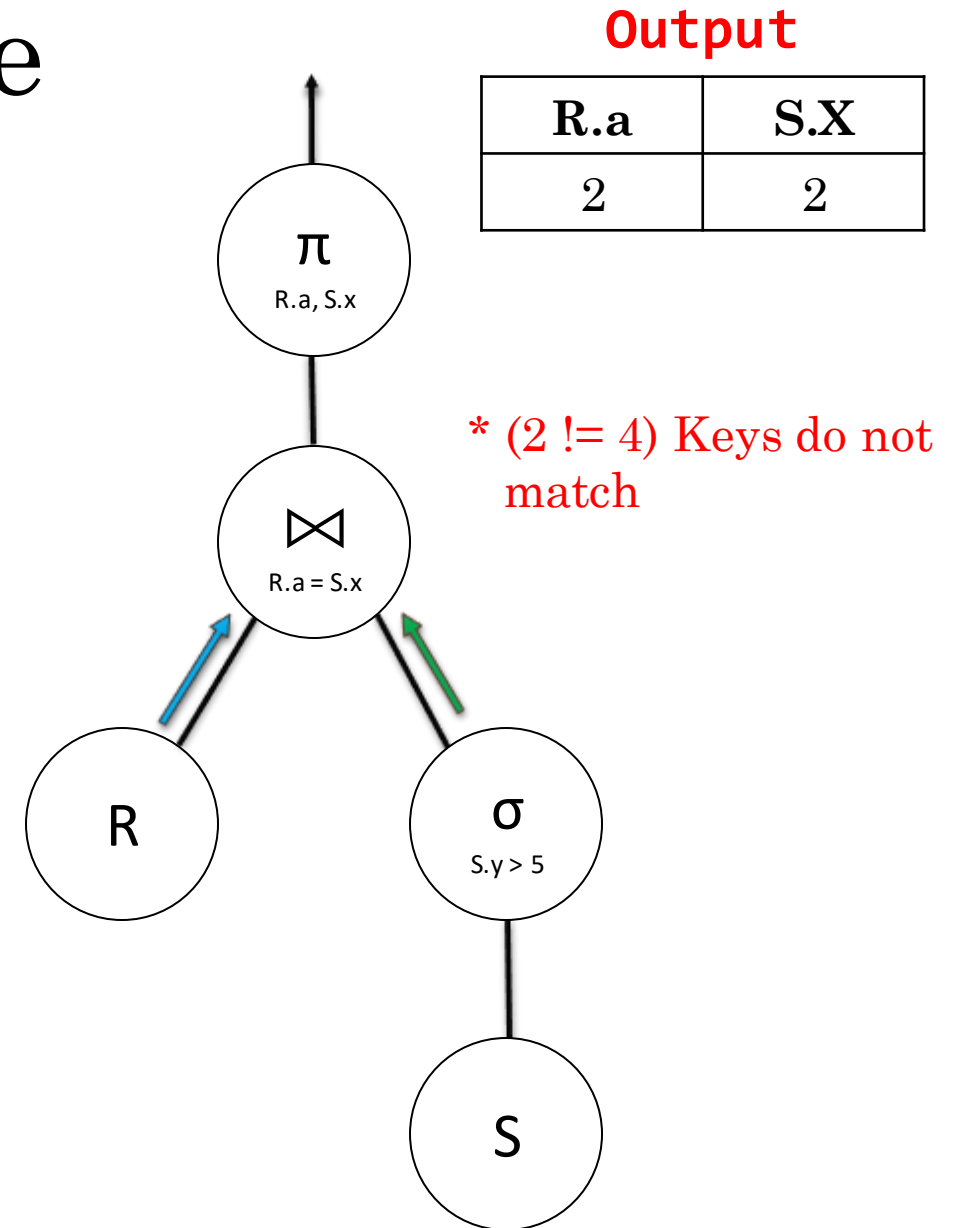 e
Output
R.a S.X
2 2
π
R.a, S.x
* (2 != 4) Keys do not
match
⋈
R.a = S.x
R
σ
S.y > 5
S